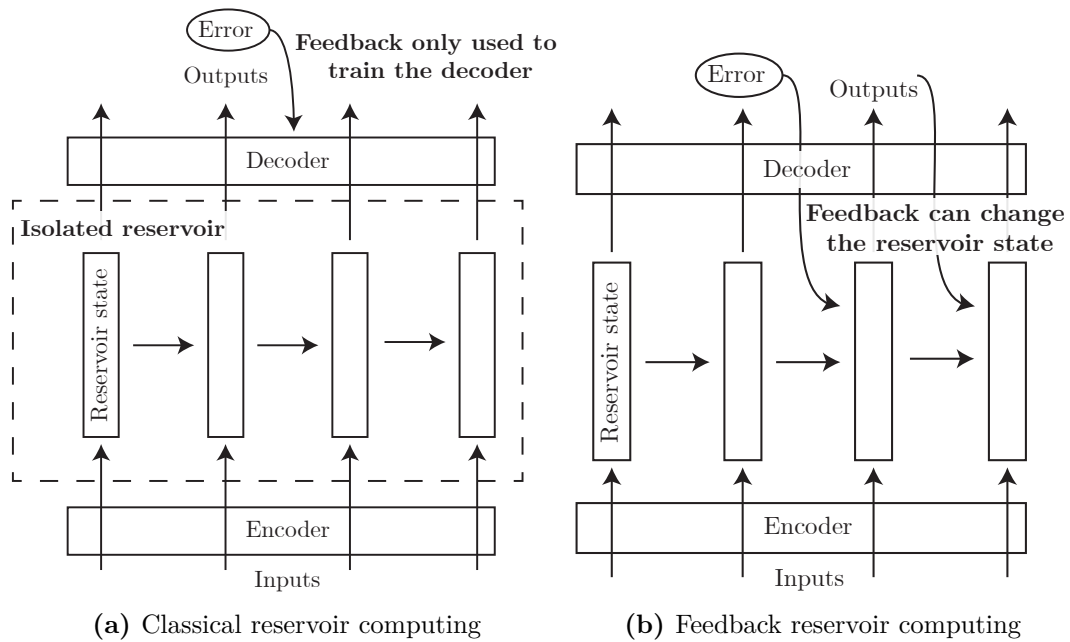 Error
Feedback only used to
train the decoder
Outputs
Decoder
Isolated reservoir
Reservoir state
Encoder
Inputs
(a) Classical reservoir computing
Error
Outputs
Decoder
Feedback can change
the reservoir state
Reservoir state
Encoder
Inputs
(b) Feedback reservoir computing